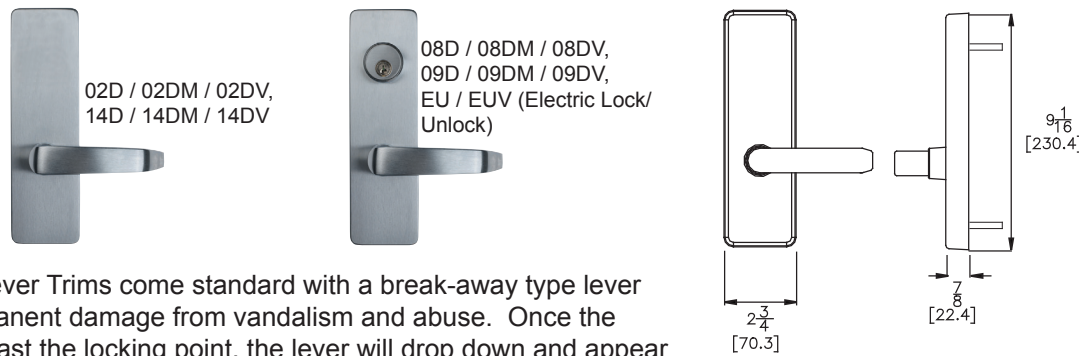 02D / 02DM / 02DV,
14D / 14DM / 14DV
08D / 08DM / 08DV,
09D / 09DM / 09DV,
EU / EUV (Electric Lock/
Unlock)
9 1/16
[230.4]
7/8
[22.4]
2 3/4
[70.3]
ever Trims come standard with a break-away type lever
anent damage from vandalism and abuse. Once the
ast the locking point, the lever will drop down and appear